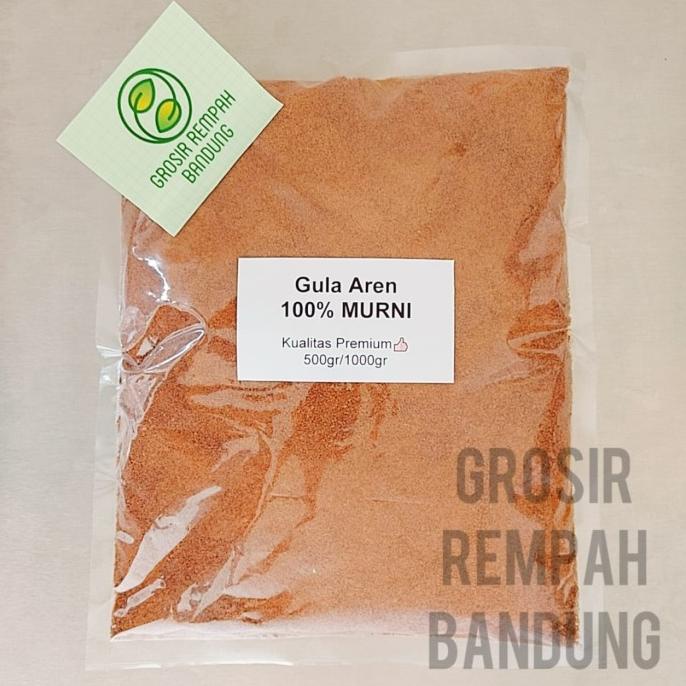 GROSIR REMPAH
BANDUNG
Gula Aren
100% MURNI
Kualitas Premium👍
500gr/1000gr
GROSIR
REMPAH
BANDUNG